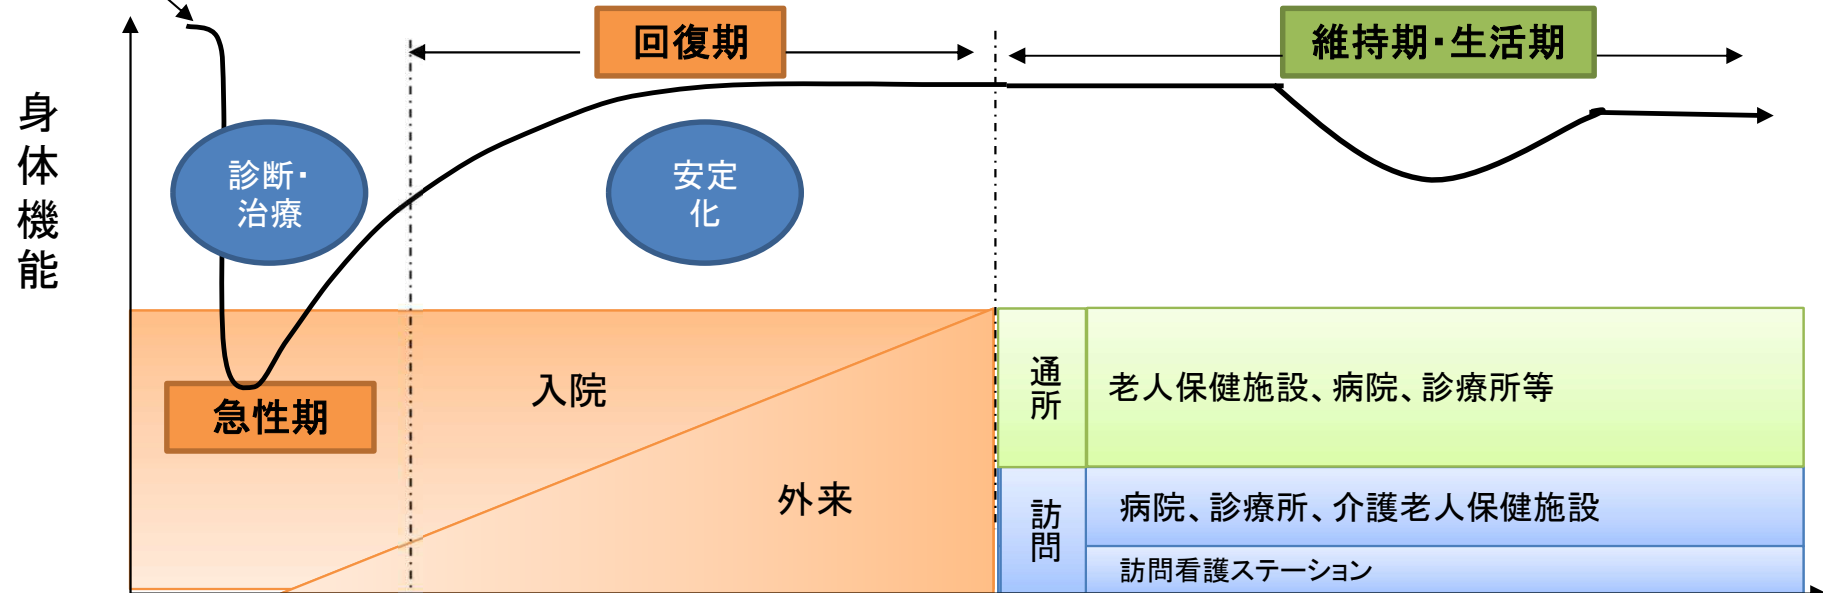 身体機能
回復期
維持期・生活期
診断・
治療
安定
化
急性期
入院
外来
通所
老人保健施設、病院、診療所等
訪問
病院、診療所、介護老人保健施設
訪問看護ステーション